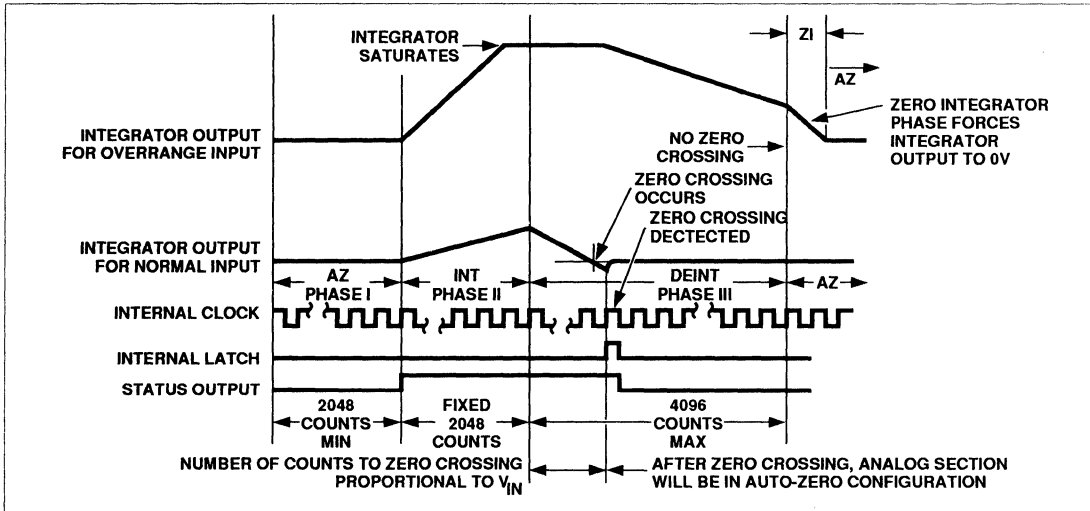 INTEGRATOR
SATURATES
ZI
AZ
ZERO INTEGRATOR
PHASE FORCES
INTEGRATOR
OUTPUT TO 0V
INTEGRATOR OUTPUT
FOR OVERRANGE INPUT
NO ZERO
CROSSING
ZERO CROSSING
OCCURS
ZERO CROSSING
DECTECTED
INTEGRATOR OUTPUT
FOR NORMAL INPUT
AZ
PHASE I
INT
PHASE II
DEINT
PHASE III
AZ
INTERNAL CLOCK
INTERNAL LATCH
STATUS OUTPUT
2048
COUNTS
MIN
FIXED
2048
COUNTS
4096
COUNTS
MAX
NUMBER OF COUNTS TO ZERO CROSSING
PROPORTIONAL TO VIN
AFTER ZERO CROSSING, ANALOG SECTION
WILL BE IN AUTO-ZERO CONFIGURATION